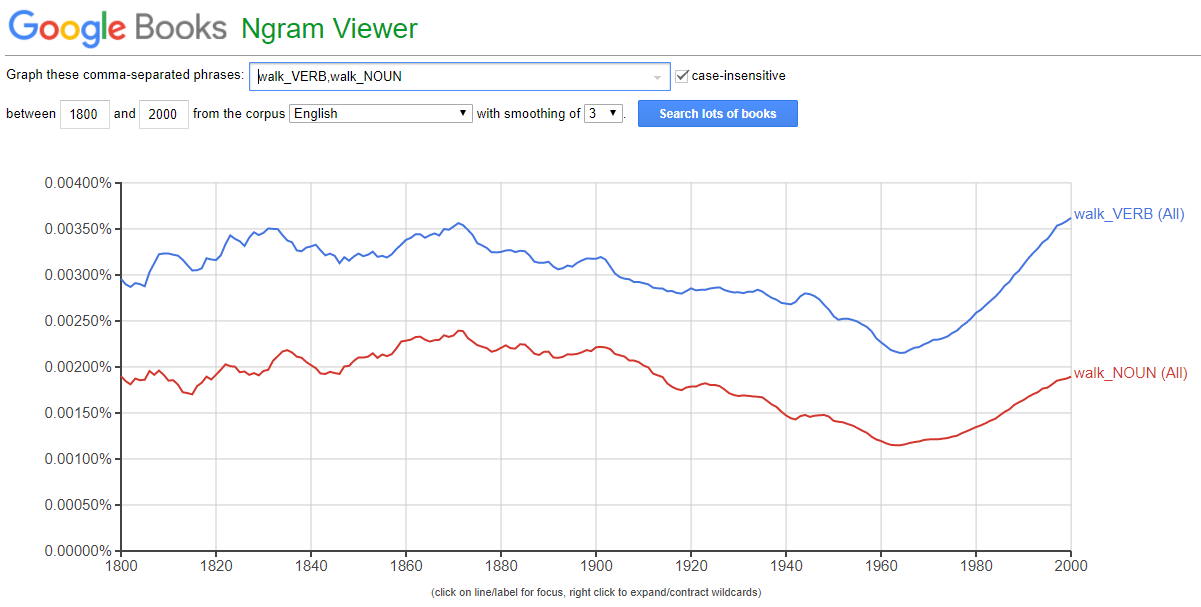 Google Books Ngram Viewer
Graph these comma-separated phrases: walk_VERB,walk_NOUN case-insensitive
between 1800 and 2000 from the corpus English with smoothing of 3 . Search lots of books
0.00400%
0.00350%
walk_VERB (All)
0.00300%
0.00250%
0.00200%
walk_NOUN (All)
0.00150%
0.00100%
0.00050%
0.00000%
1800 1820 1840 1860 1880 1900 1920 1940 1960 1980 2000
(click on line/label for focus, right click to expand/contract wildcards)